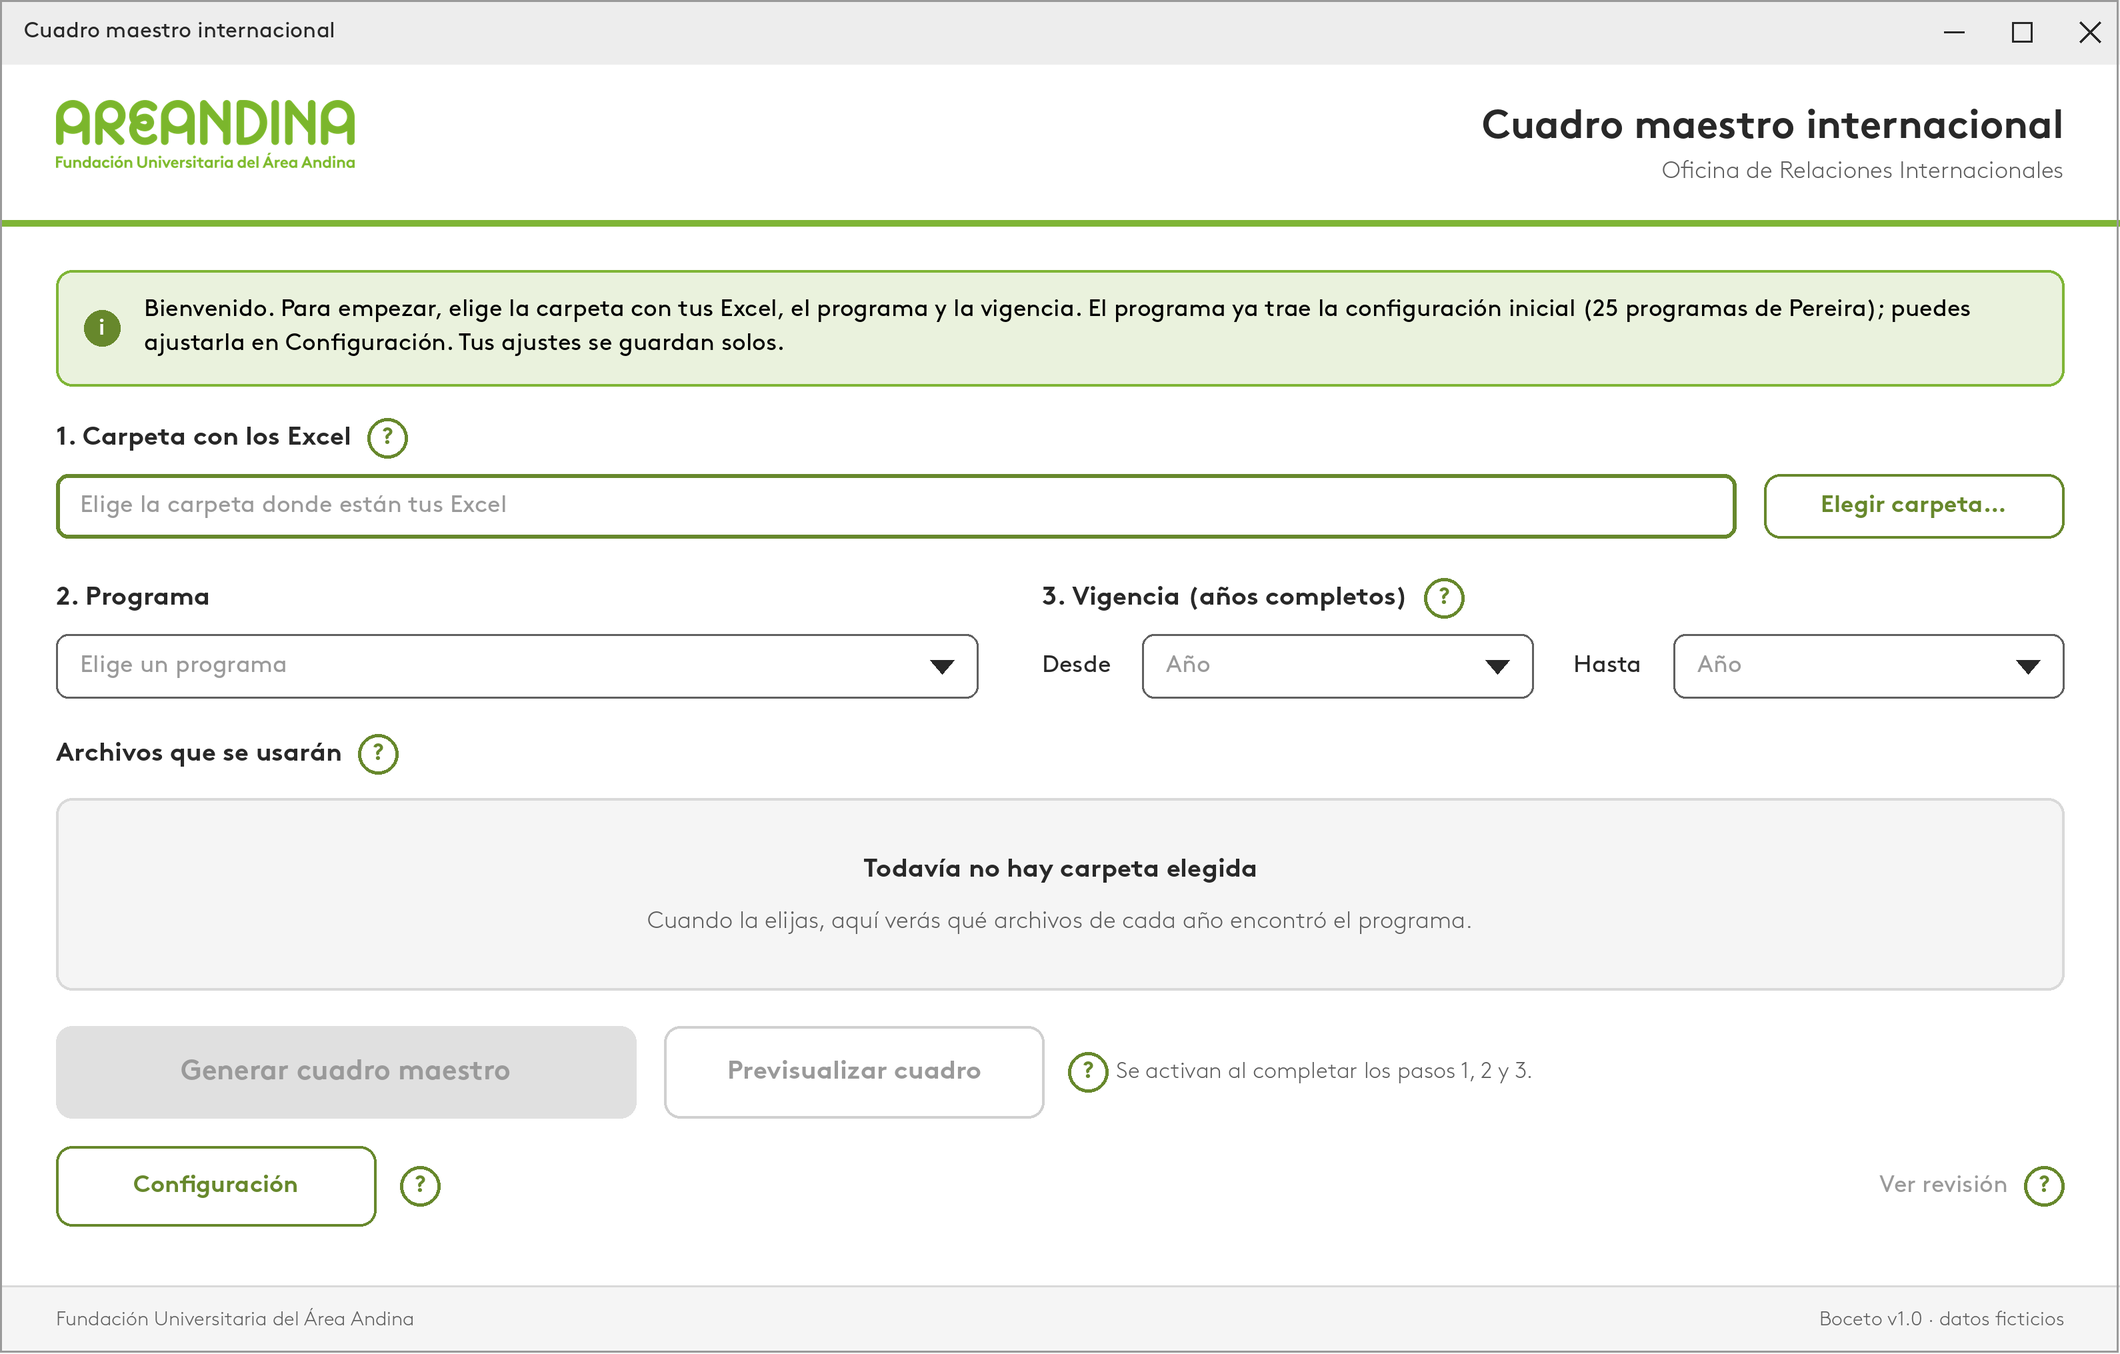 Cuadro maestro internacional
AREANDINA
Fundación Universitaria del Área Andina
Cuadro maestro internacional
Oficina de Relaciones Internacionales
i
Bienvenido. Para empezar, elige la carpeta con tus Excel, el programa y la vigencia. El programa ya trae la configuración inicial (25 programas de Pereira); puedes
ajustarla en Configuración. Tus ajustes se guardan solos.
1. Carpeta con los Excel ?
Elige la carpeta donde están tus Excel
Elegir carpeta...
2. Programa
3. Vigencia (años completos) ?
Elige un programa
Desde Año Hasta Año
Archivos que se usarán ?
Todavía no hay carpeta elegida
Cuando la elijas, aquí verás qué archivos de cada año encontró el programa.
Generar cuadro maestro
Previsualizar cuadro
? Se activan al completar los pasos 1, 2 y 3.
Configuración ?
Ver revisión ?
Fundación Universitaria del Área Andina
Boceto v1.0 · datos ficticios